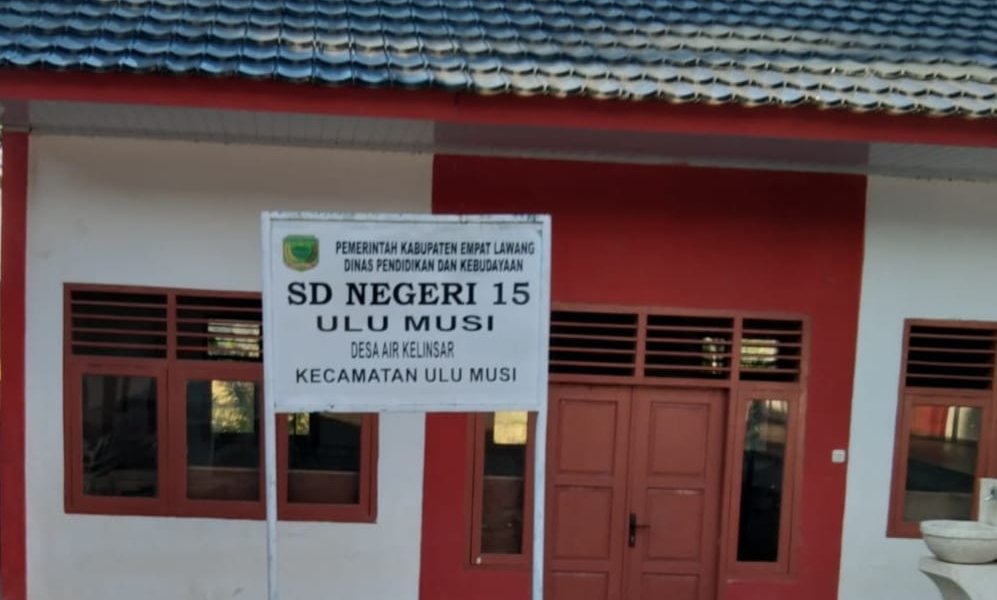 PEMERINTAH KABUPATEN EMPAT LAWANG
DINAS PENDIDIKAN DAN KEBUDAYAAN
SD NEGERI 15
ULU MUSI
DESA AIR KELINSAR
KECAMATAN ULU MUSI